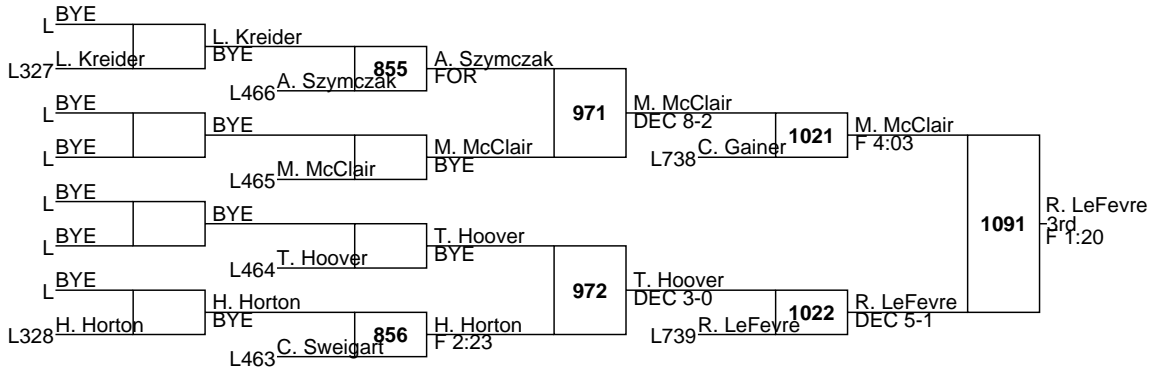 BYE
L
L. Kreider
L327
L. Kreider
BYE
A. Szymczak
L466
855
A. Szymczak
FOR
BYE
L
BYE
L
BYE
M. McClair
L465
M. McClair
BYE
971
M. McClair
DEC 8-2
C. Gainer
L738
1021
M. McClair
F 4:03
BYE
L
BYE
L
BYE
T. Hoover
L464
T. Hoover
BYE
BYE
L
H. Horton
L328
H. Horton
BYE
C. Sweigart
L463
856
H. Horton
F 2:23
972
T. Hoover
DEC 3-0
R. LeFevre
L739
1022
R. LeFevre
DEC 5-1
1091
R. LeFevre
3rd
F 1:20